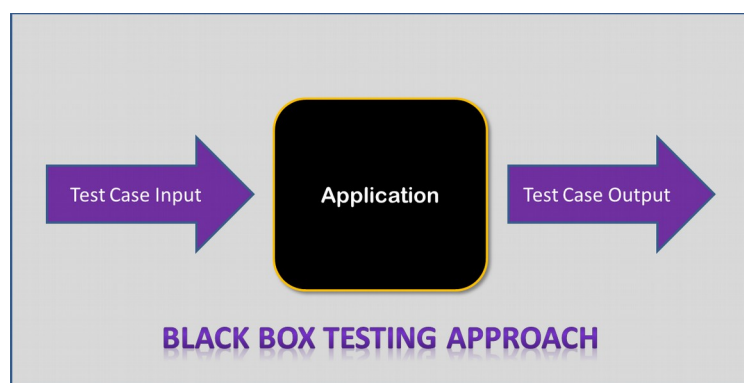 Test Case Input
Application
Test Case Output
BLACK BOX TESTING APPROACH